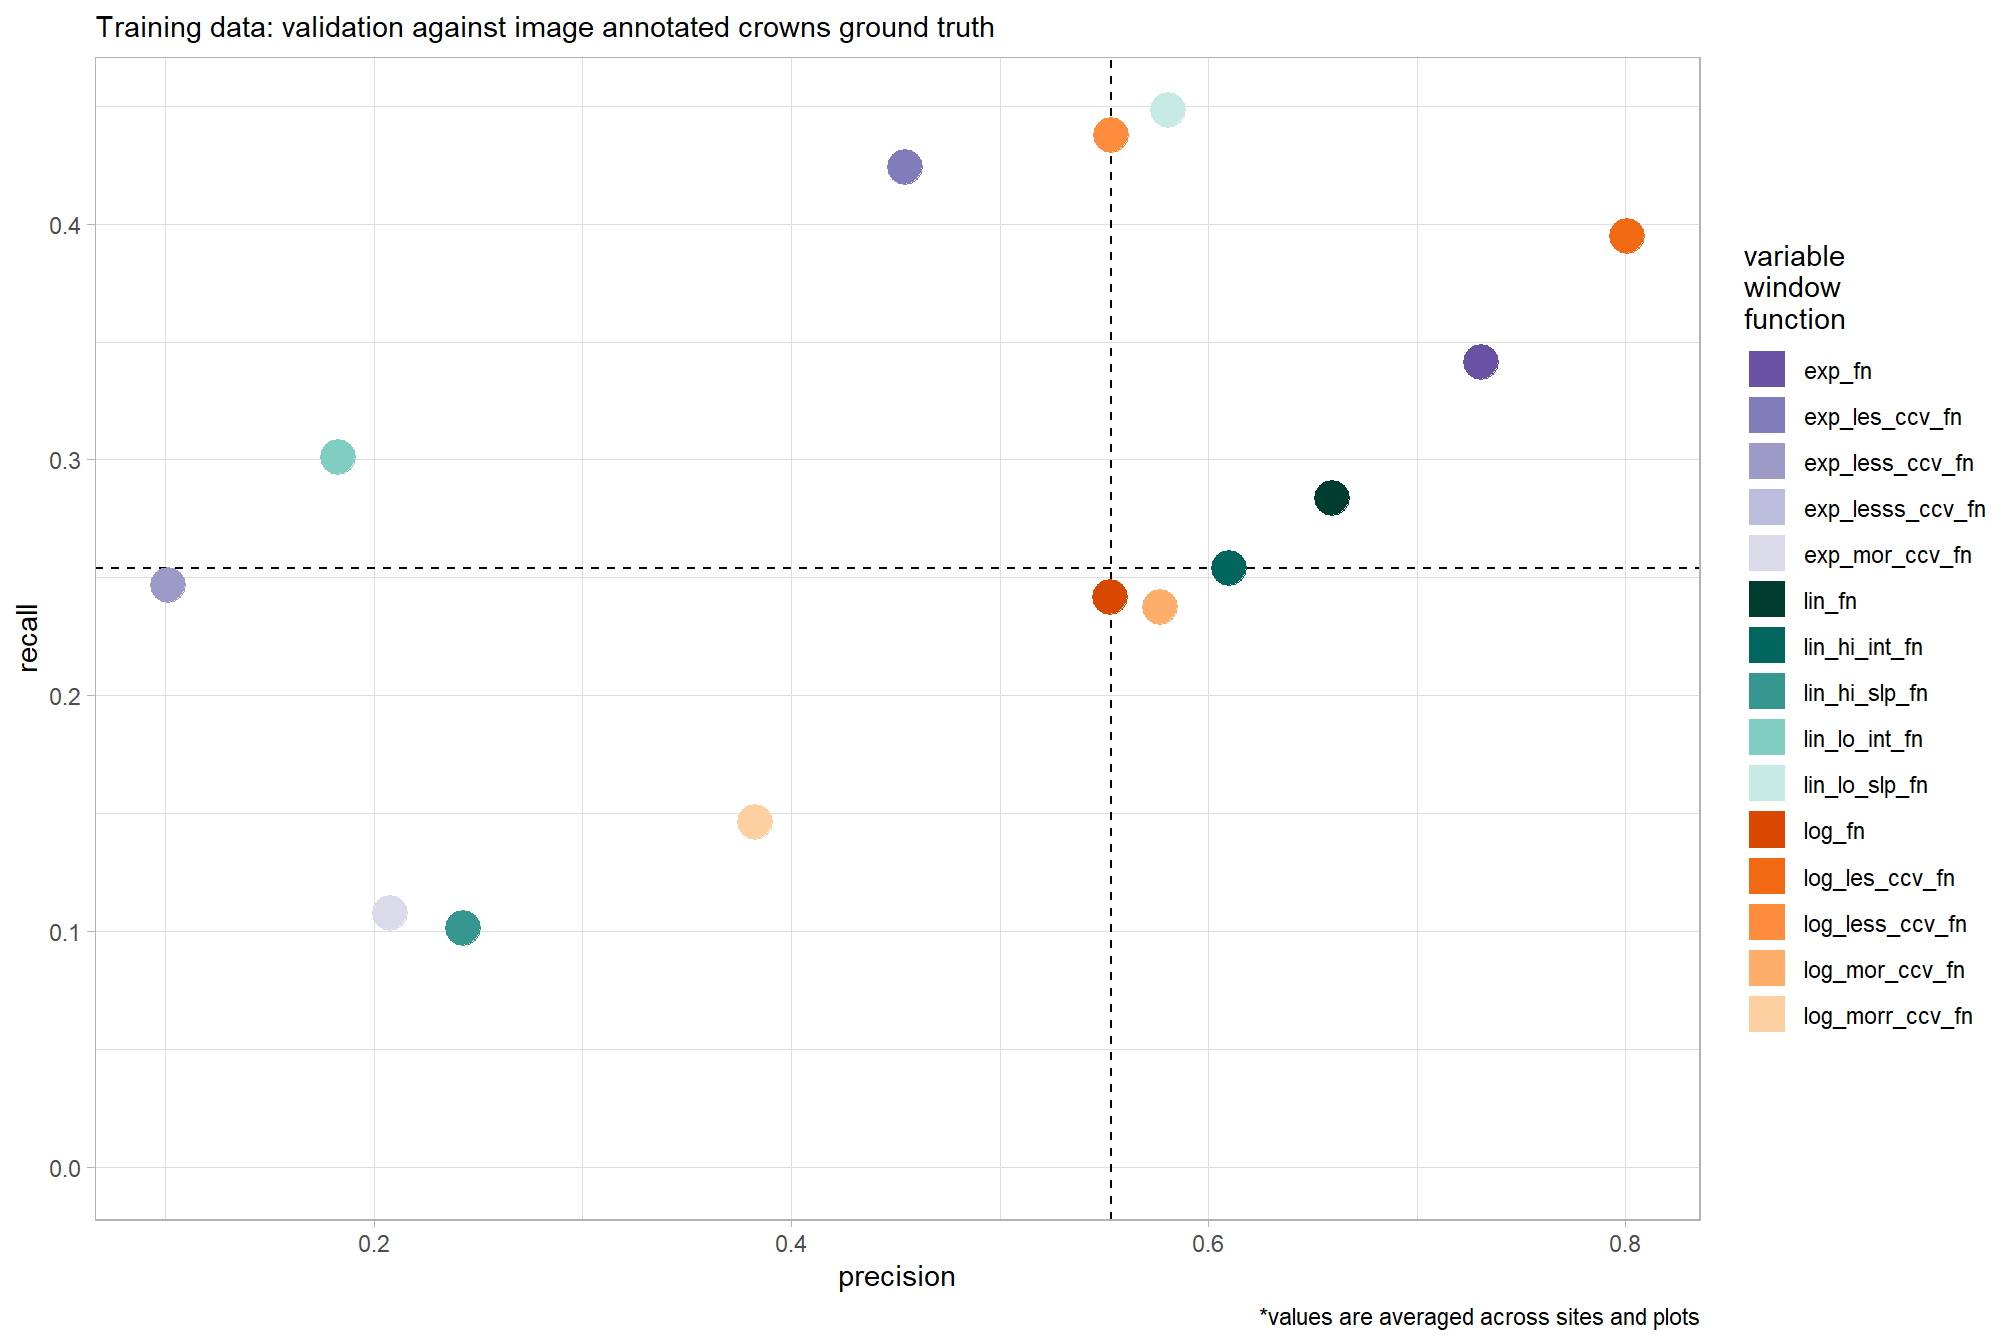 Training data: validation against image annotated crowns ground truth
recall
0.4
0.3
0.2
0.1
0.0
0.2
0.4
0.6
0.8
precision
*values are averaged across sites and plots
variable
window
function
exp_fn
exp_les_ccv_fn
exp_less_ccv_fn
exp_lesss_ccv_fn
exp_mor_ccv_fn
lin_fn
lin_hi_int_fn
lin_hi_slp_fn
lin_lo_int_fn
lin_lo_slp_fn
log_fn
log_les_ccv_fn
log_less_ccv_fn
log_mor_ccv_fn
log_morr_ccv_fn